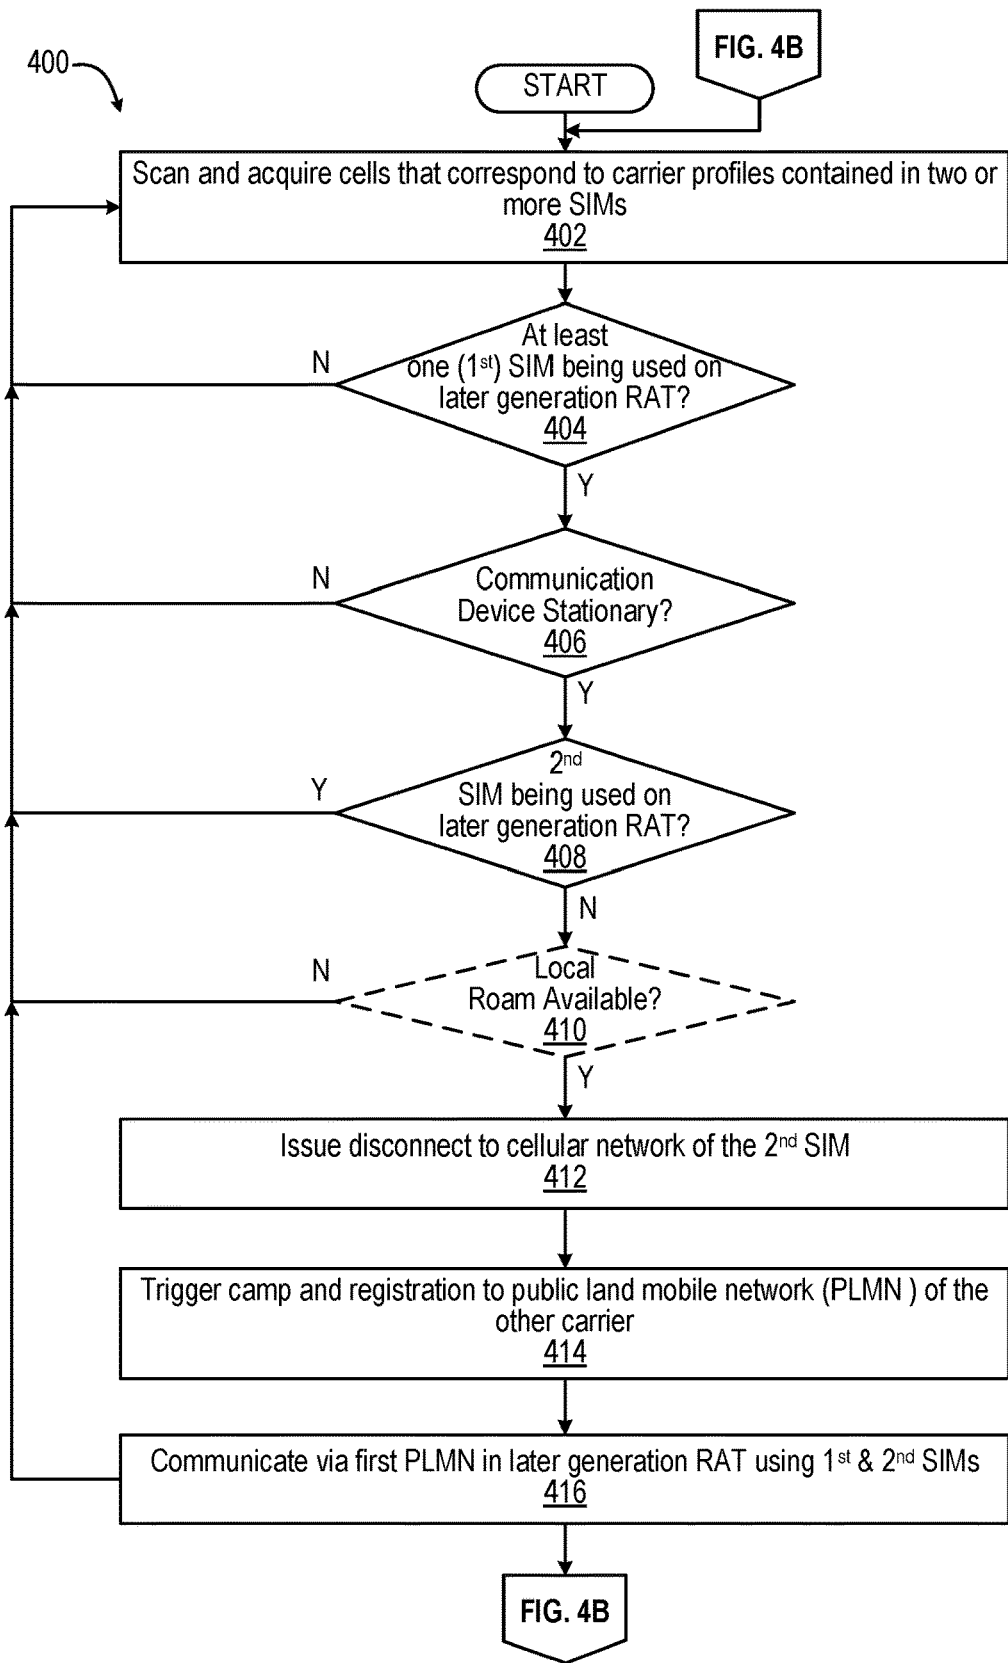 400
FIG. 4B
START
Scan and acquire cells that correspond to carrier profiles contained in two or
more SIMs
402
At least
one (1st) SIM being used on
later generation RAT?
404
N
Y
Communication
Device Stationary?
406
N
Y
2nd
SIM being used on
later generation RAT?
408
Y
N
Local
Roam Available?
410
N
Y
Issue disconnect to cellular network of the 2nd SIM
412
Trigger camp and registration to public land mobile network (PLMN ) of the
other carrier
414
Communicate via first PLMN in later generation RAT using 1st & 2nd SIMs
416
FIG. 4B